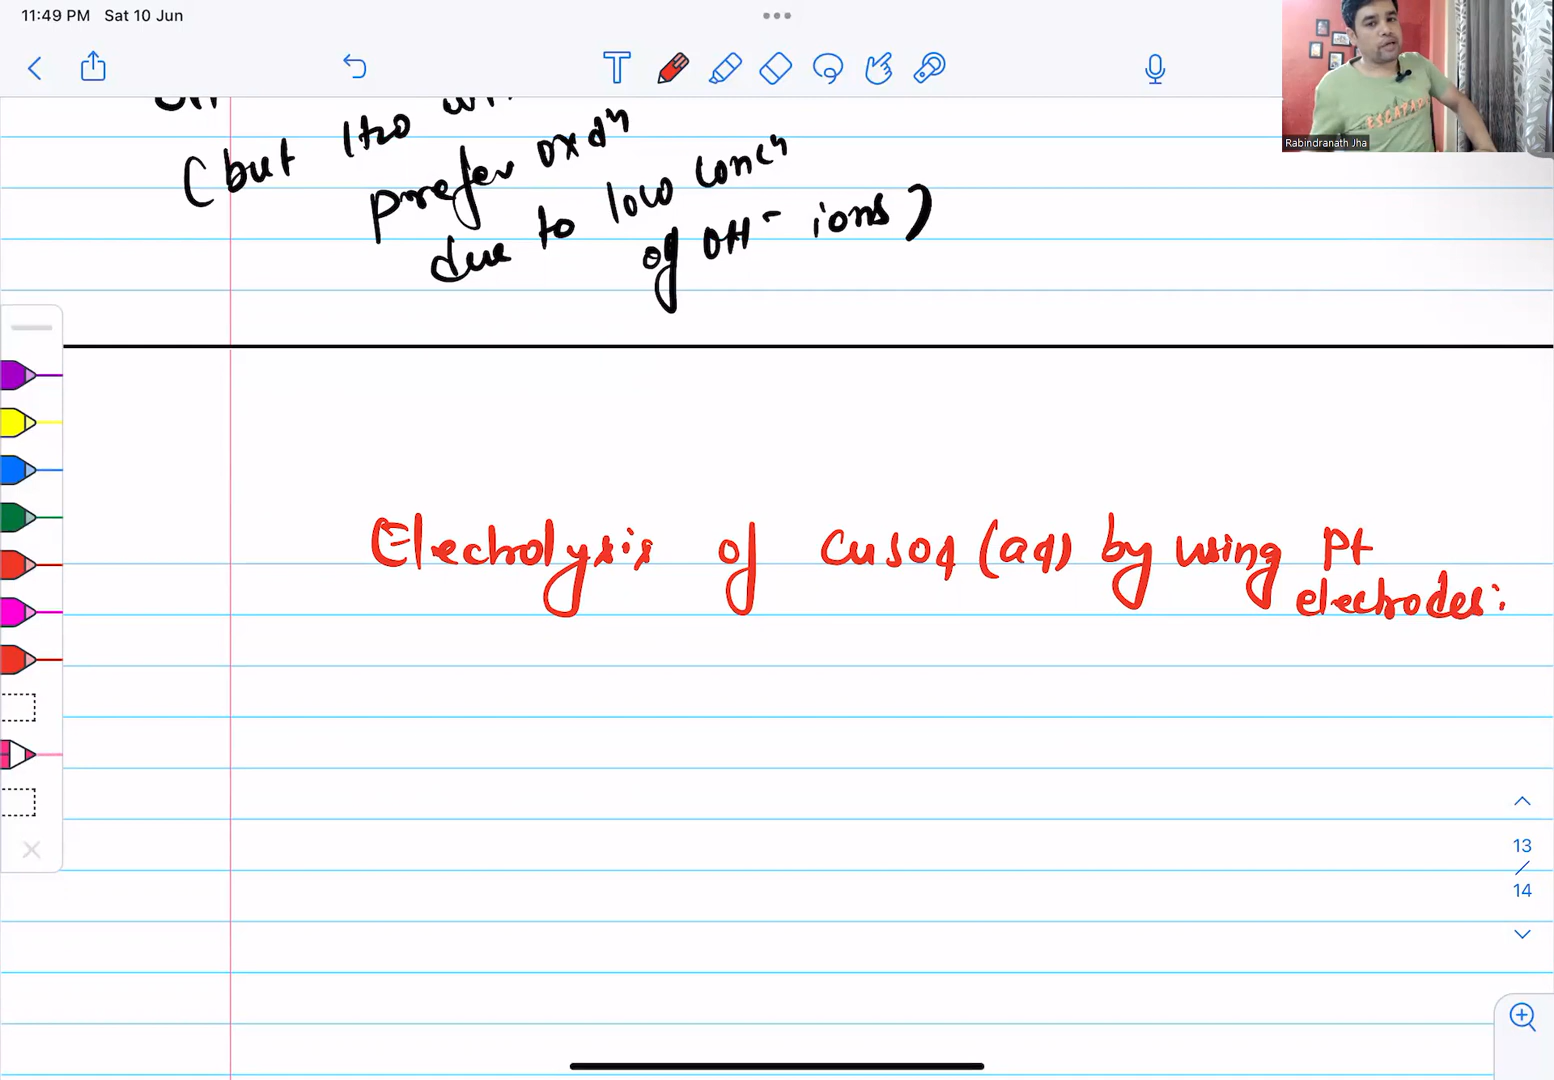 11:49 PM Sat 10 Jun
Rabindranath Jha
ESCAPAD
(but H2O
prefer oxdn
due to low concn
of OH- ions)
Electrolysis of CuSO4 (aq) by using Pt
electrodes:
13
/
14